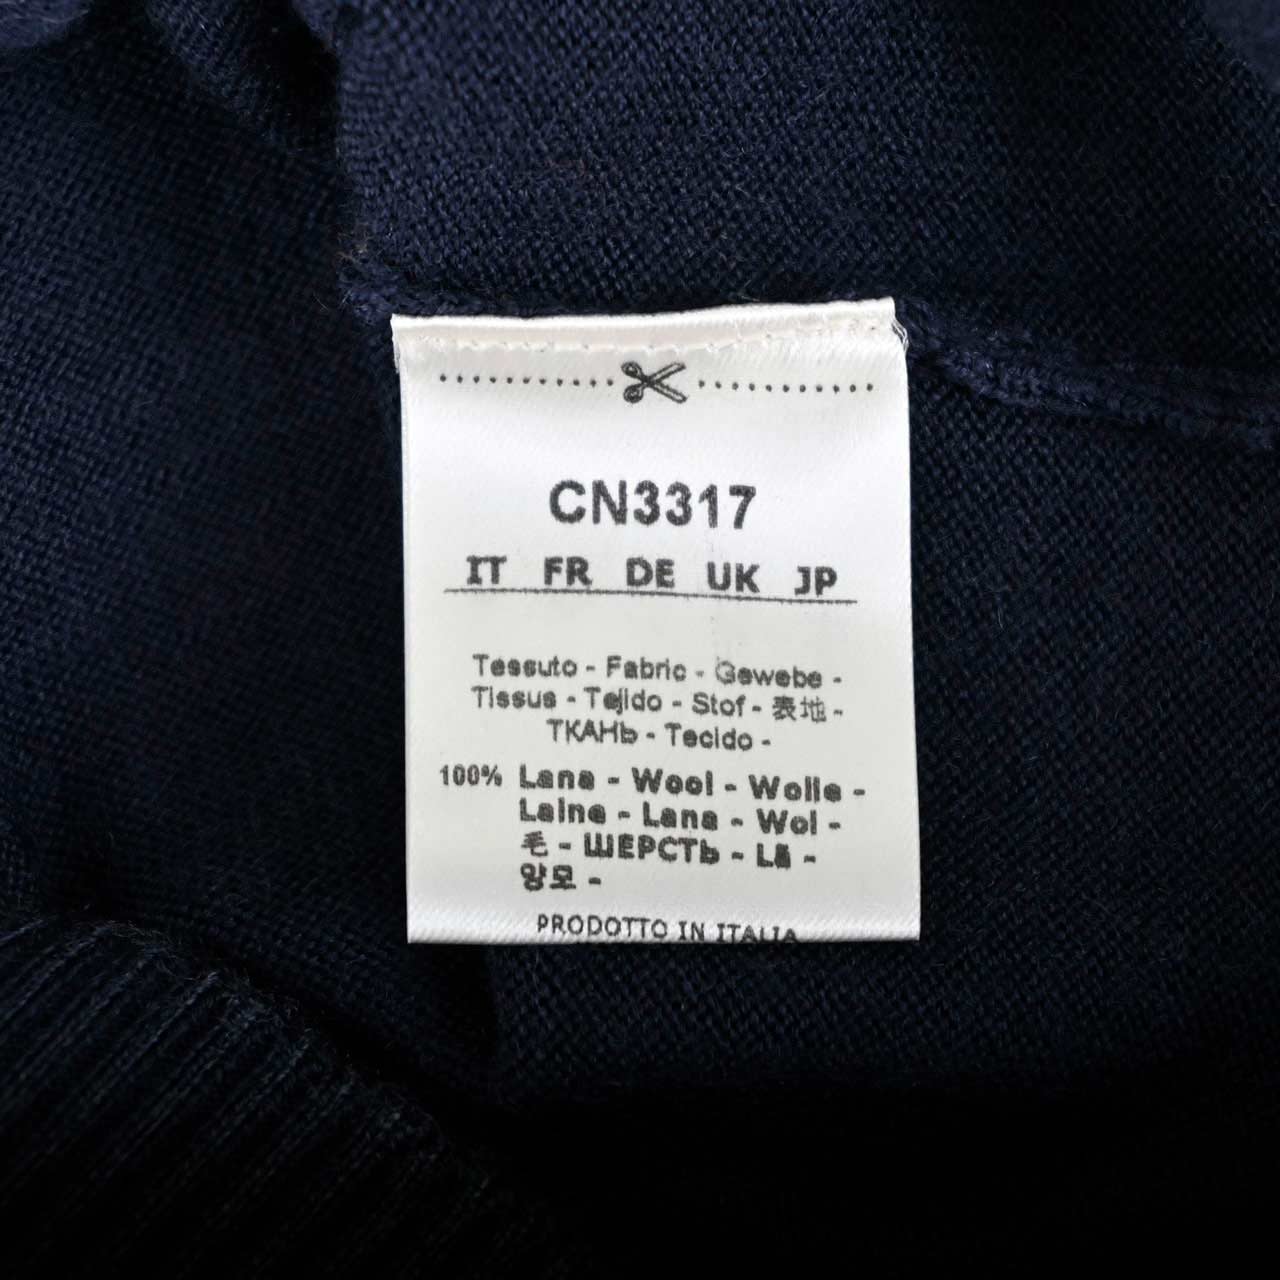 CN3317
IT FR DE UK JP
Tessuto - Fabric - Gewebe -
Tissus - Tejido - Stof - 表地 -
ТКАНЬ - Tecido -
100% Lana - Wool - Wolle -
Laine - Lana - Wol -
毛 - ШЕРСТЬ - Lã -
양모 -
PRODOTTO IN ITALIA